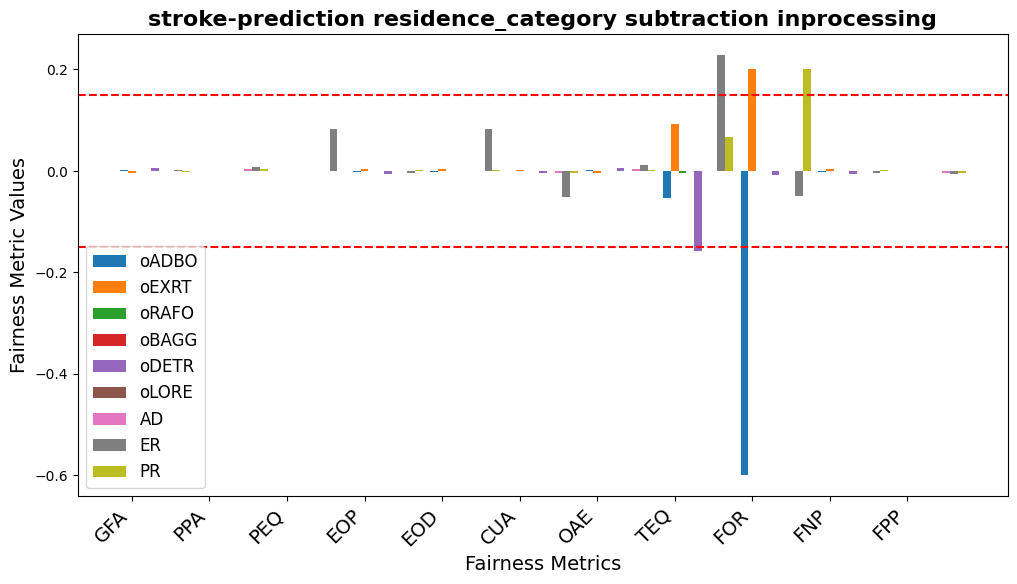 stroke-prediction residence_category subtraction inprocessing
Fairness Metric Values
0.2
0.0
−0.2
−0.4
−0.6
oADBO
oEXRT
oRAFO
oBAGG
oDETR
oLORE
AD
ER
PR
GFA
PPA
PEQ
EOP
EOD
CUA
OAE
TEQ
FOR
FNP
FPP
Fairness Metrics